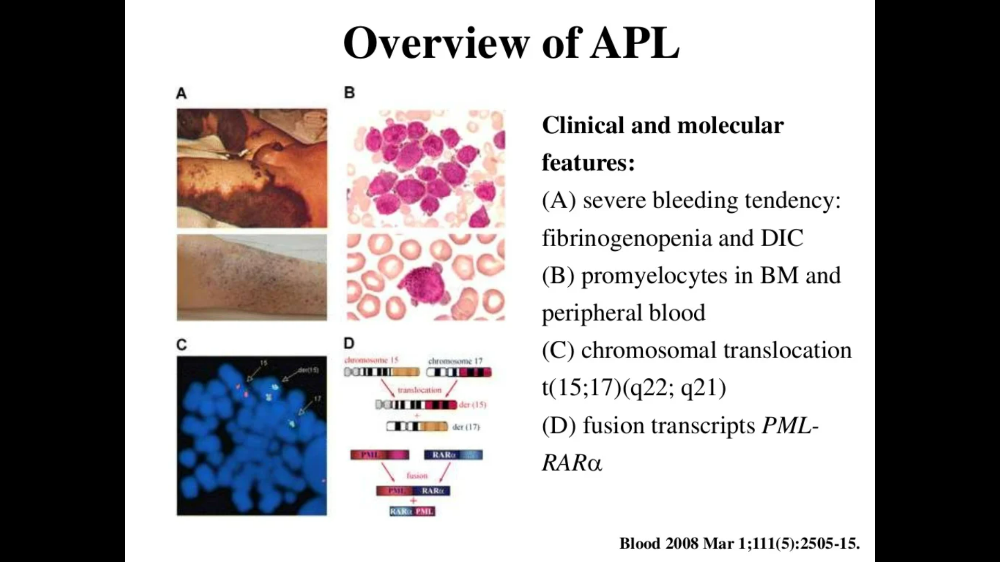 Overview of APL
A
B
C
15
der(15)
17
D
chromosome 15
chromosome 17
translocation
der (15)
+
der (17)
PML
RARα
fusion
PML RARα
+
RARα PML
Clinical and molecular
features:
(A) severe bleeding tendency:
fibrinogenopenia and DIC
(B) promyelocytes in BM and
peripheral blood
(C) chromosomal translocation
t(15;17)(q22; q21)
(D) fusion transcripts PML-
RARα
Blood 2008 Mar 1;111(5):2505-15.